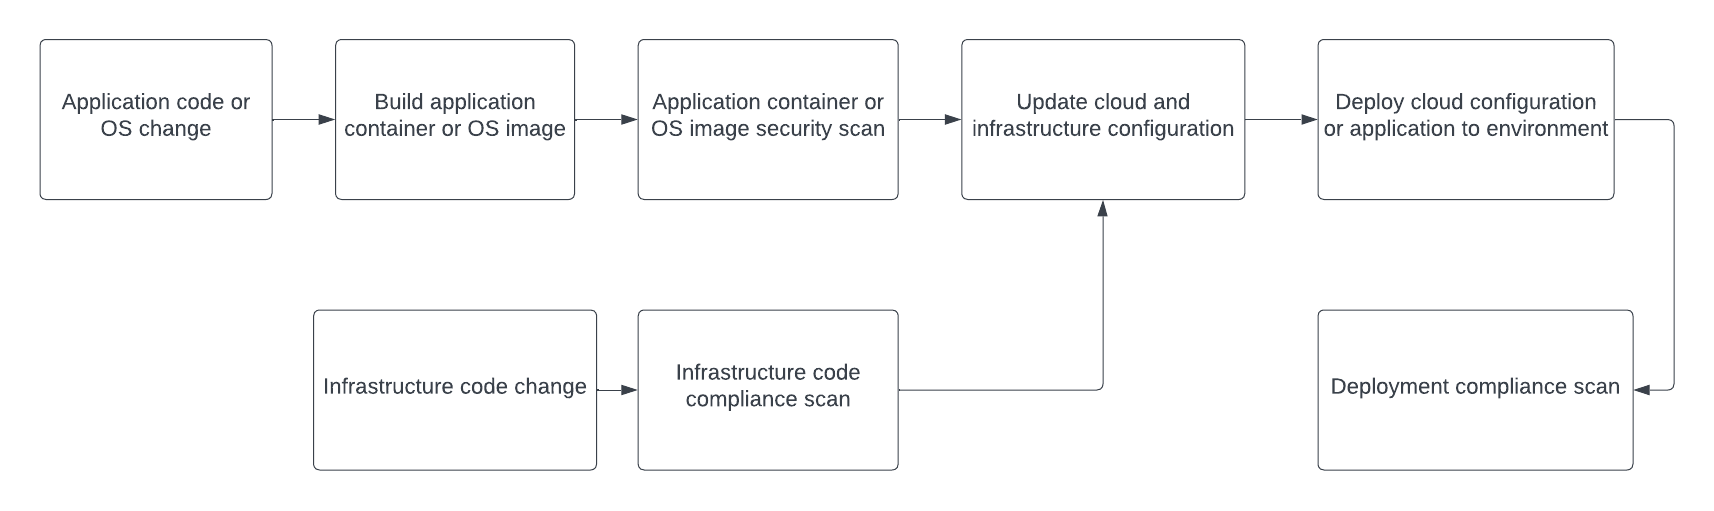 Application code or
OS change
Build application
container or OS image
Application container or
OS image security scan
Update cloud and
infrastructure configuration
Deploy cloud configuration
or application to environment
Infrastructure code change
Infrastructure code
compliance scan
Deployment compliance scan